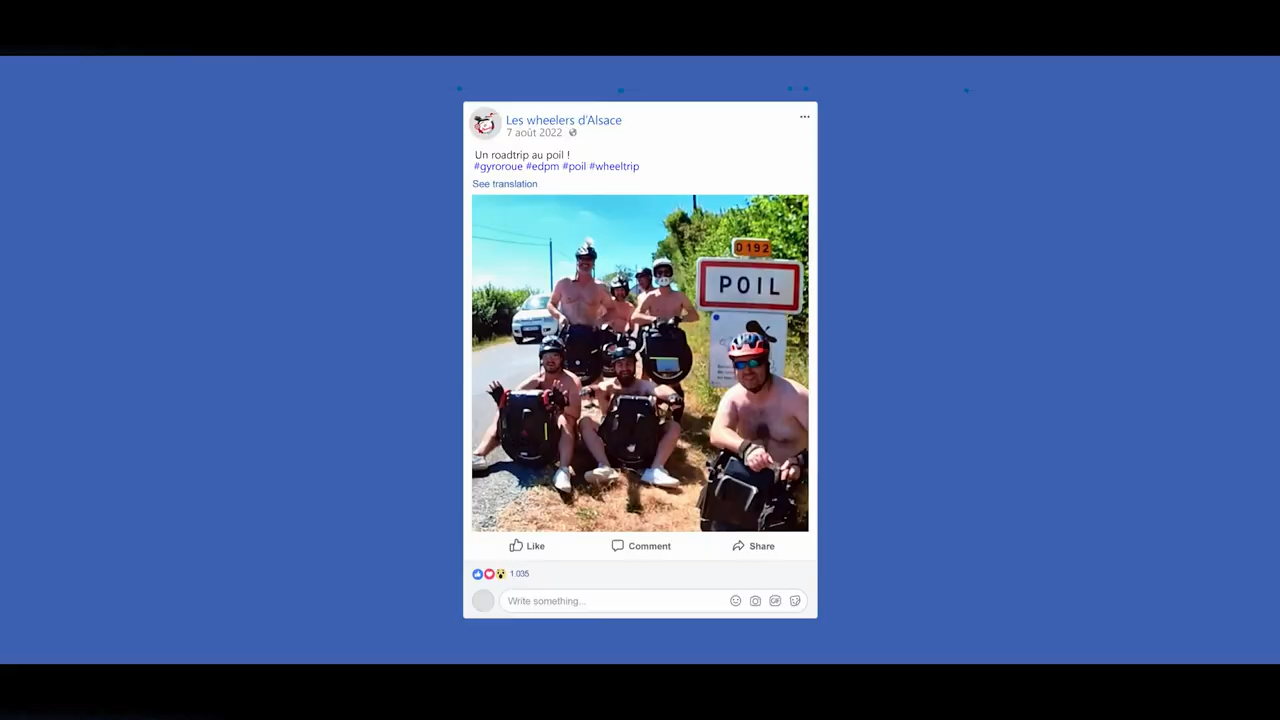 Les wheelers d'Alsace
7 août 2022
Un roadtrip au poil !
#gyroroue #edpm #poil #wheeltrip
See translation
D192
POIL
Like
Comment
Share
1.035
Write something...
GIF